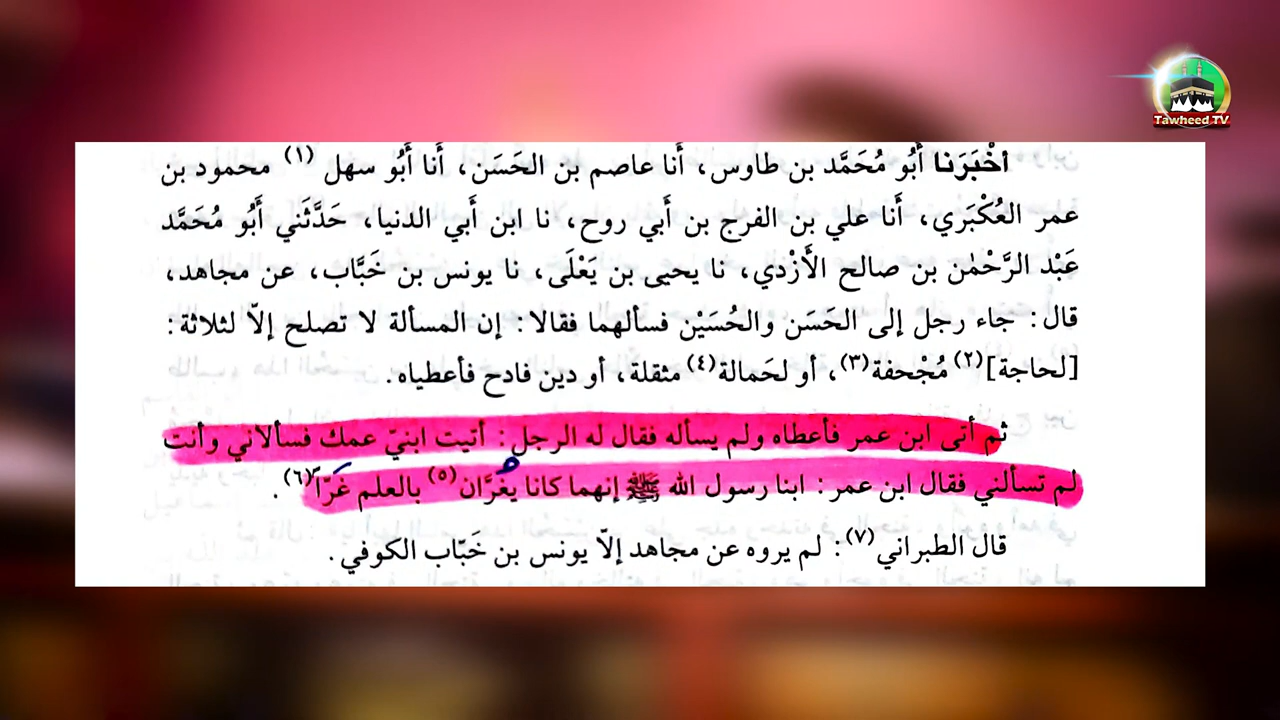 Tawheed TV
أَخْبَرَنا أَبُو مُحَمَّد بن طاوس، أَنا عاصم بن الحَسَن، أَنا أَبُو سهل (١) محمود بن
عمر العُكْبَري، أَنا علي بن الفرج بن أَبي روح، نا ابن أَبي الدنيا، حَدَّثَني أَبُو مُحَمَّد
عَبْد الرَّحْمٰن بن صالح الأَزْدي، نا يحيى بن يَعْلَى، نا يونس بن خَبَّاب، عن مجاهد،
قال: جاء رجل إلى الحَسَن والحُسَيْن فسألهما فقالا: إن المسألة لا تصلح إلاّ لثلاثة:
[لحاجة](٢) مُجْحفة(٣)، أو لحَمالة(٤) مثقلة، أو دين فادح فأعطياه.
ثم أتى ابن عمر فأعطاه ولم يسأله فقال له الرجل: أتيت ابنيْ عمك فسألاني وأنت
لم تسألني فقال ابن عمر: ابنا رسول الله ﷺ إنهما كانا يغُرَّان(٥) بالعلم غَرّاً(٦).
قال الطبراني(٧): لم يروه عن مجاهد إلاّ يونس بن خَبّاب الكوفي.